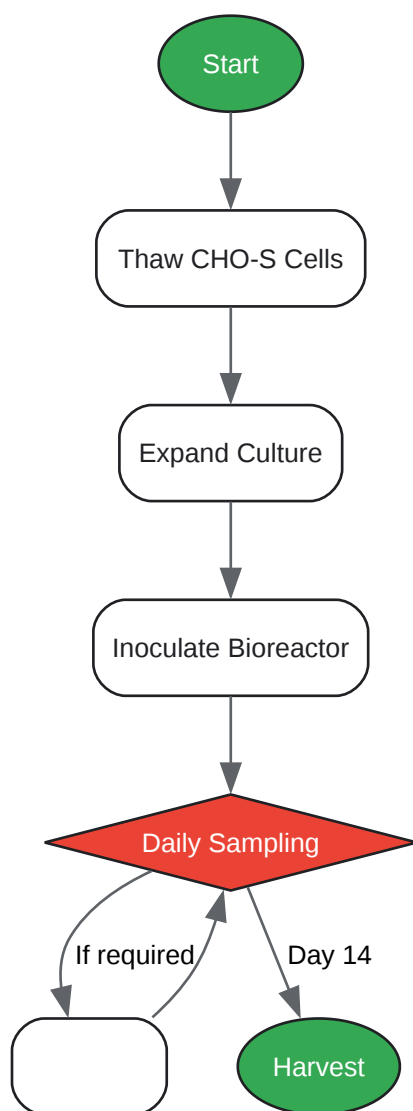 Start
Thaw CHO-S Cells
Expand Culture
Inoculate Bioreactor
Daily Sampling
If required
Day 14
Harvest